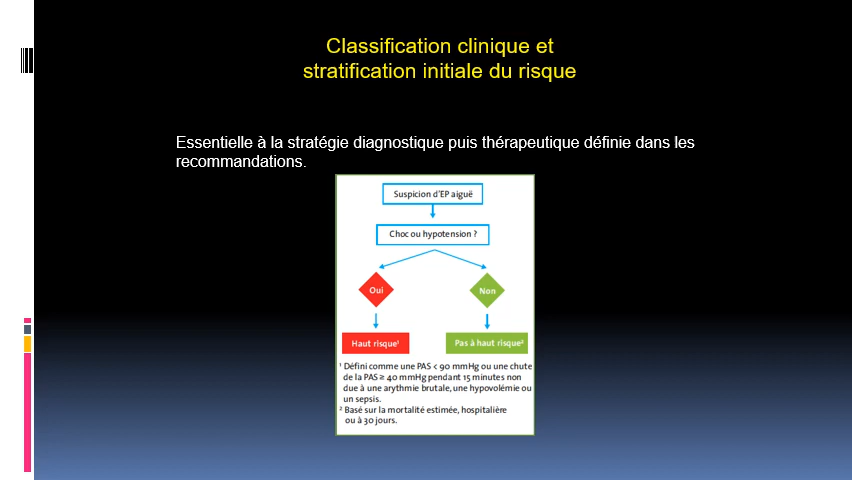 Classification clinique et
stratification initiale du risque
Essentielle à la stratégie diagnostique puis thérapeutique définie dans les
recommandations.
Suspicion d'EP aiguë
Choc ou hypotension ?
Oui
Non
Haut risque¹
Pas à haut risque²
¹ Défini comme une PAS < 90 mmHg ou une chute
de la PAS ≥ 40 mmHg pendant 15 minutes non
due à une arythmie brutale, une hypovolémie ou
un sepsis.
² Basé sur la mortalité estimée, hospitalière
ou à 30 jours.